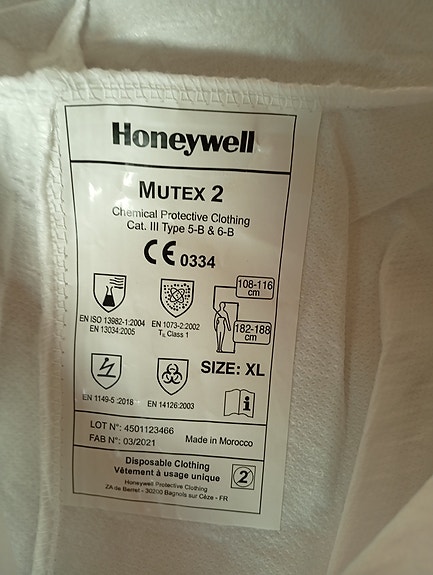 Honeywell
MUTEX 2
Chemical Protective Clothing
Cat. III Type 5-B & 6-B
CE 0334
EN ISO 13982-1:2004
EN 13034:2005
EN 1073-2:2002
TIL Class 1
108-116
cm
182-188
cm
EN 1149-5 :2018
EN 14126:2003
SIZE: XL
i
LOT N°: 4501123466
FAB N°: 03/2021
Made in Morocco
Disposable Clothing
Vêtement à usage unique
2
Honeywell Protective Clothing
ZA de Berret - 30200 Bagnols sur Cèze - FR